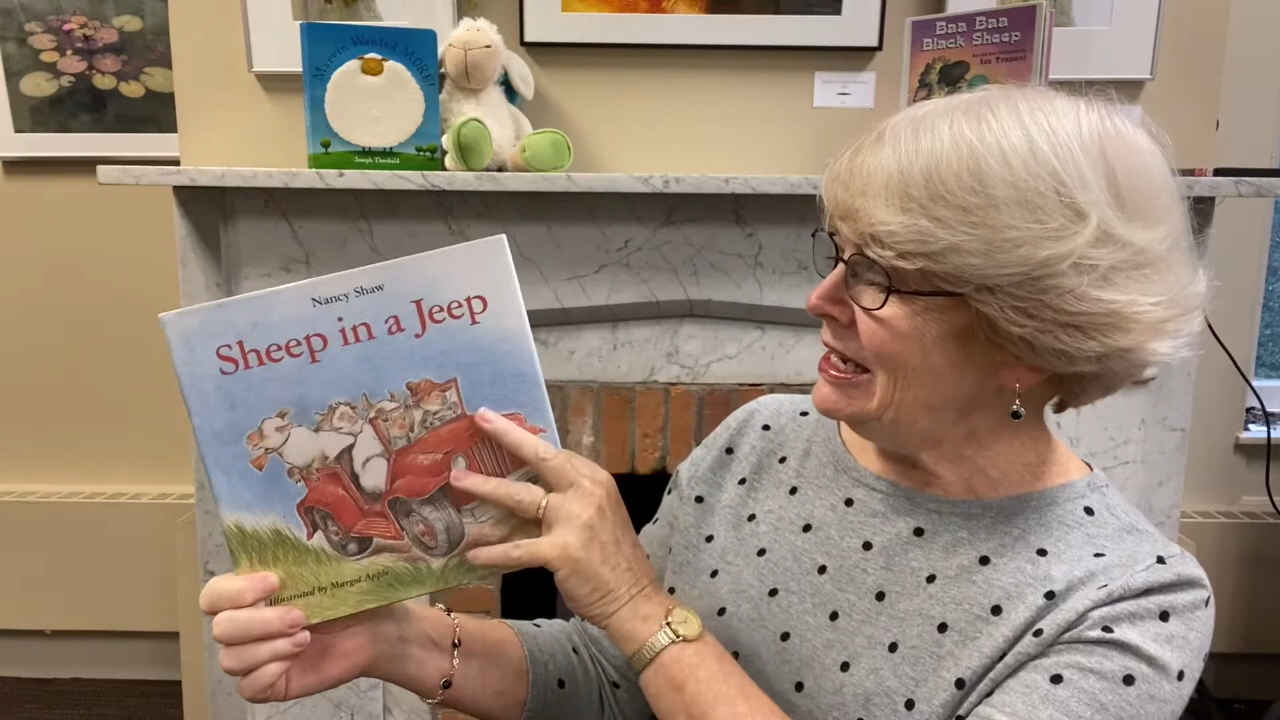 Marvin Wanted MORE!
Joseph Theobald
Baa Baa
Black Sheep
Iza Trapani
Nancy Shaw
Sheep in a Jeep
Illustrated by Margot Apple